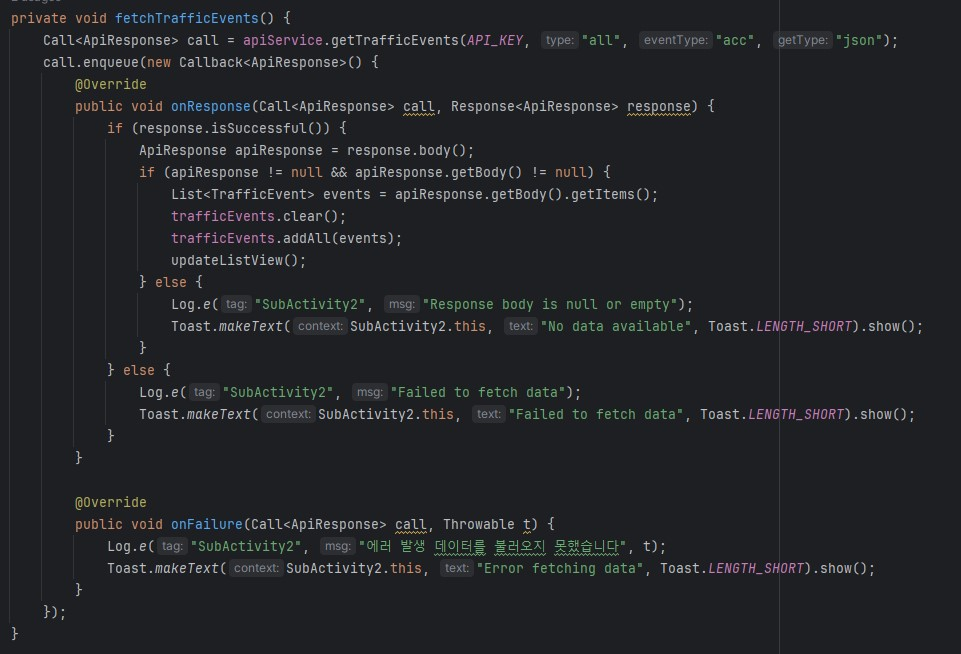 private void fetchTrafficEvents() {
Call<ApiResponse> call = apiService.getTrafficEvents(API_KEY, type: "all", eventType: "acc", getType: "json");
call.enqueue(new Callback<ApiResponse>() {
@Override
public void onResponse(Call<ApiResponse> call, Response<ApiResponse> response) {
if (response.isSuccessful()) {
ApiResponse apiResponse = response.body();
if (apiResponse != null && apiResponse.getBody() != null) {
List<TrafficEvent> events = apiResponse.getBody().getItems();
trafficEvents.clear();
trafficEvents.addAll(events);
updateListView();
} else {
Log.e( tag: "SubActivity2", msg: "Response body is null or empty");
Toast.makeText( context: SubActivity2.this, text: "No data available", Toast.LENGTH_SHORT).show();
}
} else {
Log.e( tag: "SubActivity2", msg: "Failed to fetch data");
Toast.makeText( context: SubActivity2.this, text: "Failed to fetch data", Toast.LENGTH_SHORT).show();
}
}
@Override
public void onFailure(Call<ApiResponse> call, Throwable t) {
Log.e( tag: "SubActivity2", msg: "에러 발생 데이터를 불러오지 못했습니다", t);
Toast.makeText( context: SubActivity2.this, text: "Error fetching data", Toast.LENGTH_SHORT).show();
}
});
}